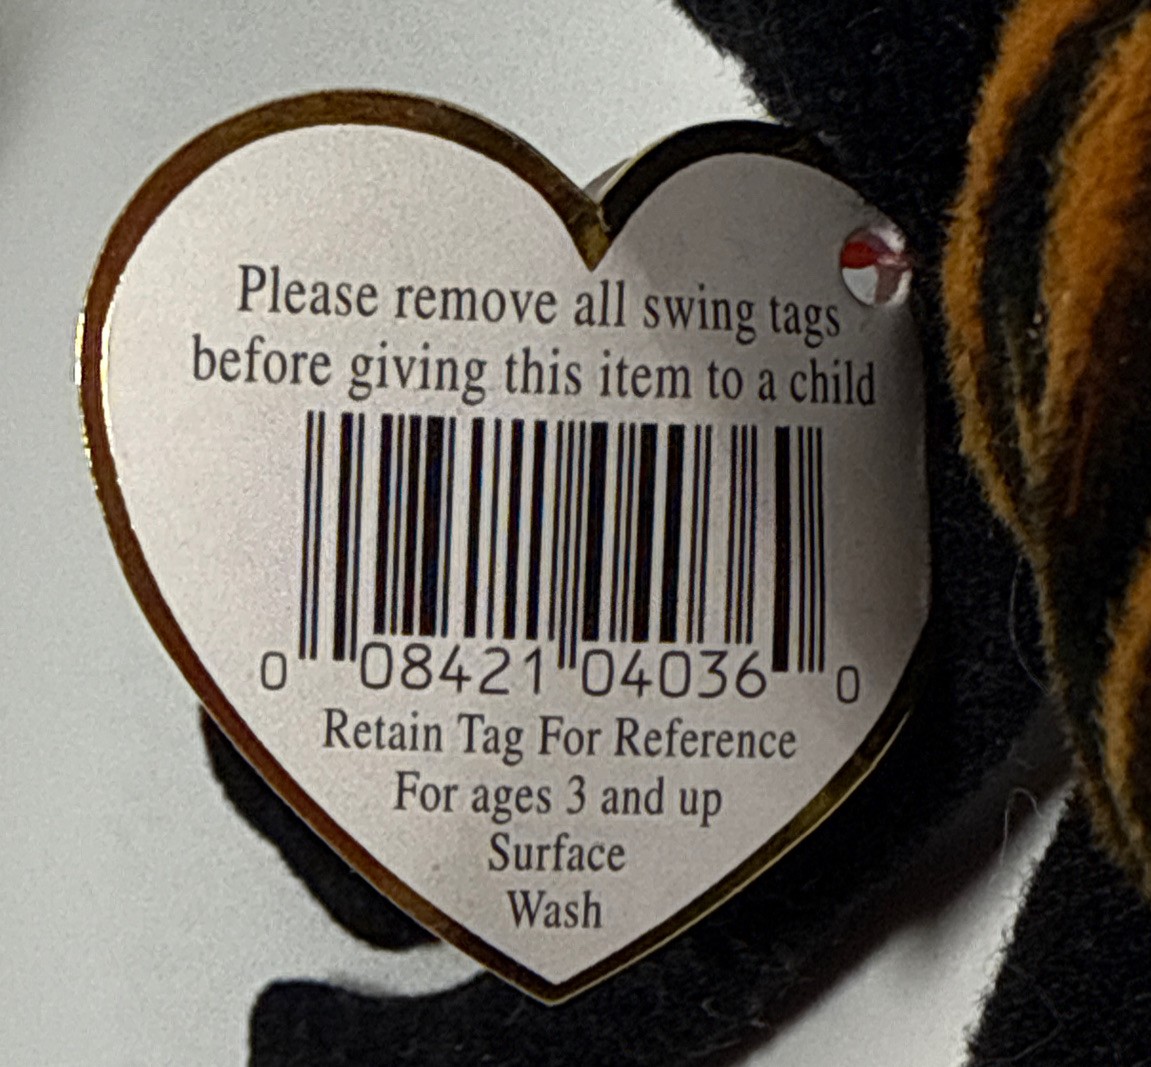 Please remove all swing tags
before giving this item to a child
0 08421 04036 0
Retain Tag For Reference
For ages 3 and up
Surface
Wash